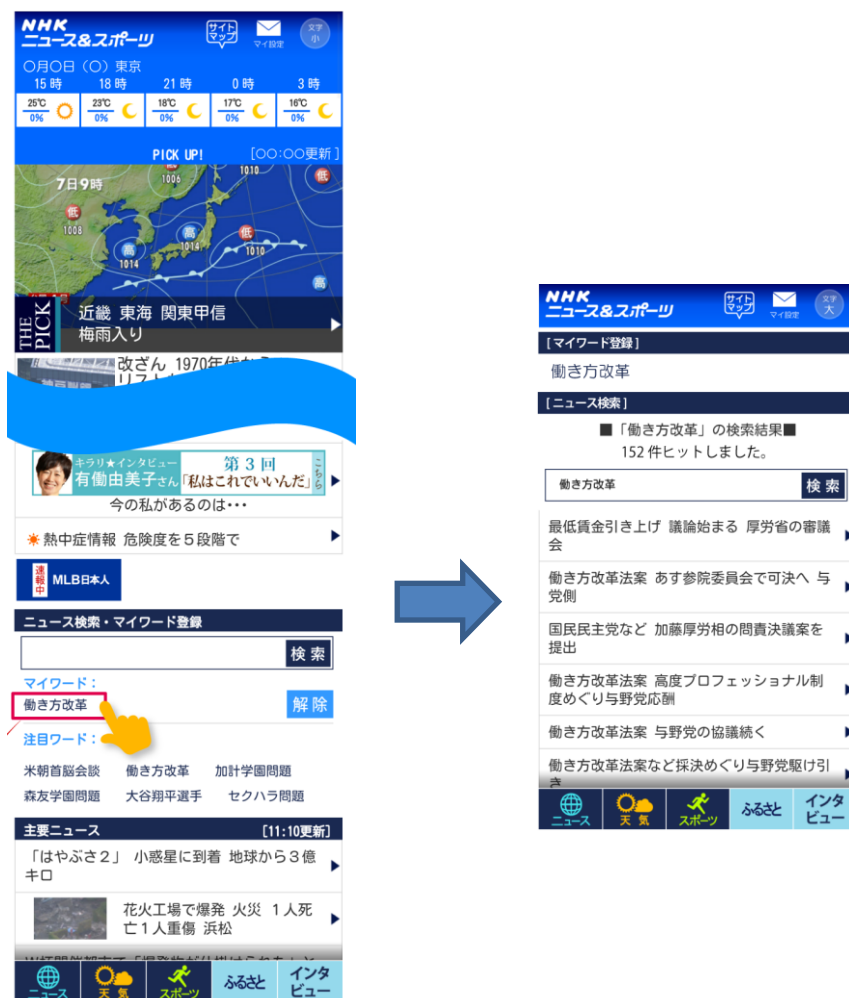 NHK
ニュース&スポーツ
サイトマップ
マイ設定
文字小
〇月〇日（〇）東京
15時 18時 21時 0時 3時
25℃ 23℃ 18℃ 17℃ 16℃
0% 0% 0% 0% 0%
PICK UP! [〇〇:〇〇更新]
7日9時
1006
1010
低
低
1008
高
1014
高
1014
低
1010
高
THE PICK
近畿 東海 関東甲信
梅雨入り
改ざん 1970年代から
キラリ★インタビュー
有働由美子さん
第3回
「私はこれでいいんだ」
こちら
今の私があるのは・・・
熱中症情報 危険度を５段階で
速報中 MLB日本人
ニュース検索・マイワード登録
検索
マイワード：
働き方改革
解除
注目ワード：
米朝首脳会談 働き方改革 加計学園問題
森友学園問題 大谷翔平選手 セクハラ問題
主要ニュース [11:10更新]
「はやぶさ２」 小惑星に到着 地球から３億
キロ
花火工場で爆発 火災 １人死
亡１人重傷 浜松
ニュース 天気 スポーツ ふるさと インタビュー
NHK
ニュース&スポーツ
サイトマップ
マイ設定
文字大
[マイワード登録]
働き方改革
[ニュース検索]
■「働き方改革」の検索結果■
152件ヒットしました。
働き方改革
検索
最低賃金引き上げ 議論始まる 厚労省の審議
会
働き方改革法案 あす参院委員会で可決へ 与
党側
国民民主党など 加藤厚労相の問責決議案を
提出
働き方改革法案 高度プロフェッショナル制
度めぐり与野党応酬
働き方改革法案 与野党の協議続く
働き方改革法案など採決めぐり与野党駆け引
き
ニュース 天気 スポーツ ふるさと インタビュー